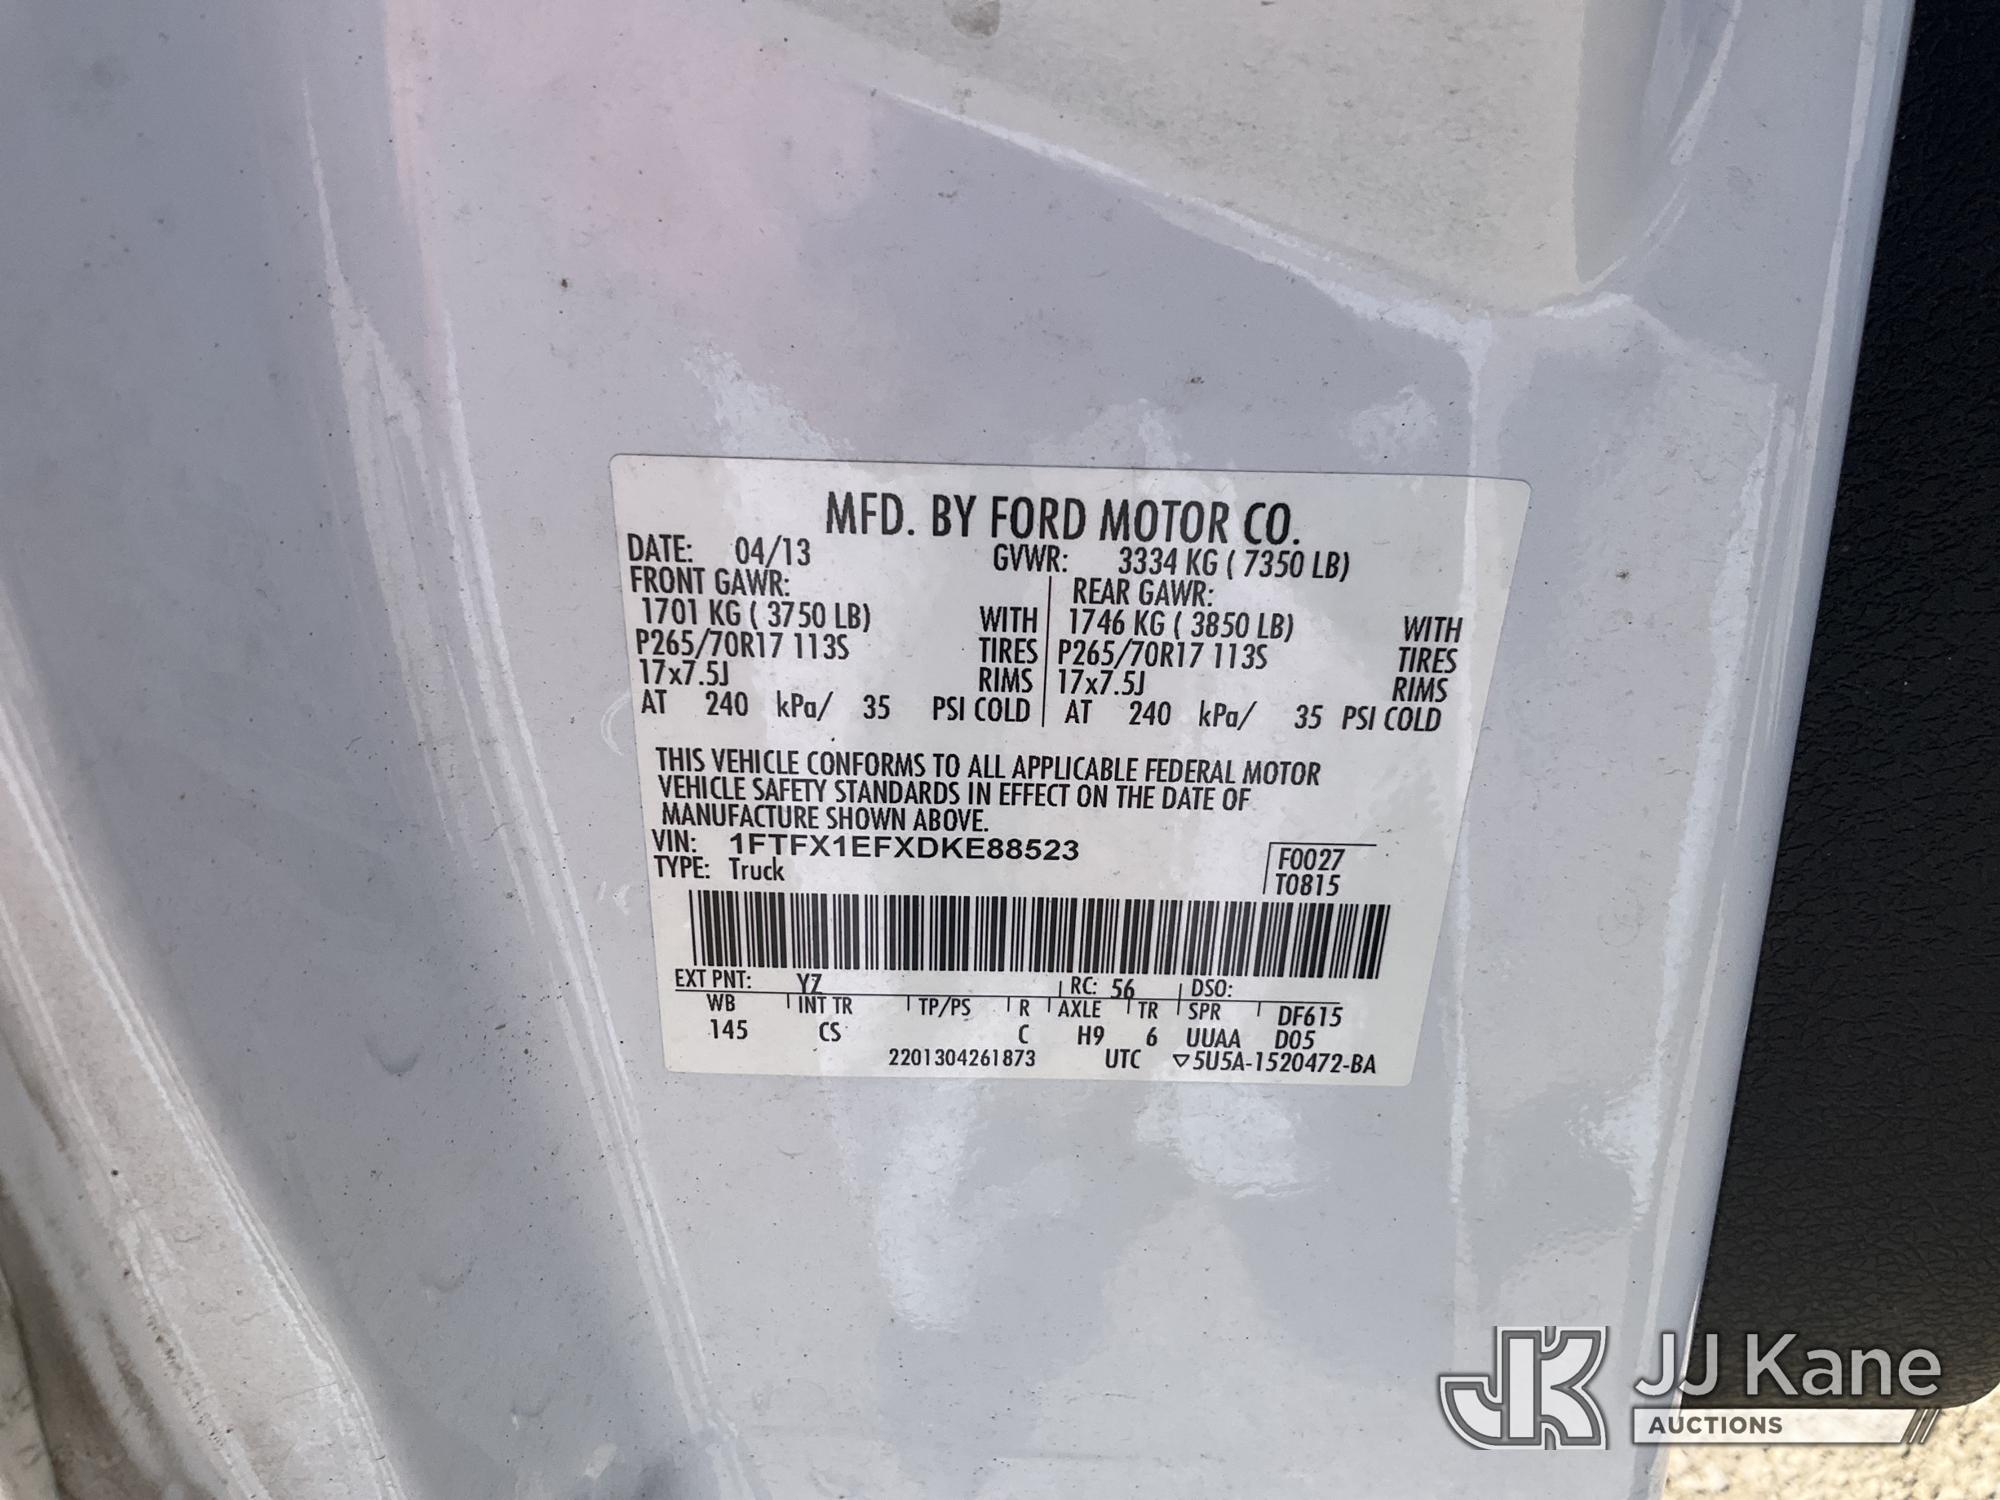 MFD. BY FORD MOTOR CO.
DATE: 04/13 GVWR: 3334 KG ( 7350 LB)
FRONT GAWR: REAR GAWR:
1701 KG ( 3750 LB) WITH 1746 KG ( 3850 LB) WITH
P265/70R17 113S TIRES P265/70R17 113S TIRES
17x7.5J RIMS 17x7.5J RIMS
AT 240 kPa/ 35 PSI COLD AT 240 kPa/ 35 PSI COLD
THIS VEHICLE CONFORMS TO ALL APPLICABLE FEDERAL MOTOR
VEHICLE SAFETY STANDARDS IN EFFECT ON THE DATE OF
MANUFACTURE SHOWN ABOVE.
VIN: 1FTFX1EFXDKE88523 F0027
TYPE: Truck T0815
EXT PNT: YZ RC: 56 DSO:
WB INT TR TP/PS R AXLE TR SPR DF615
145 CS C H9 6 UUAA D05
2201304261873 UTC ▽5U5A-1520472-BA
JK JJ Kane
AUCTIONS